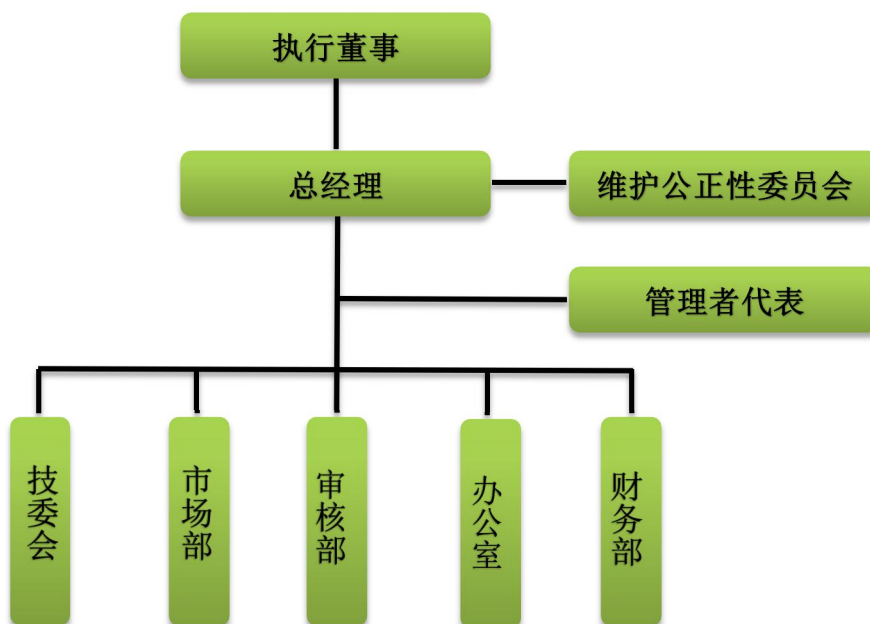 执行董事
总经理
维护公正性委员会
管理者代表
技委会
市场部
审核部
办公室
财务部